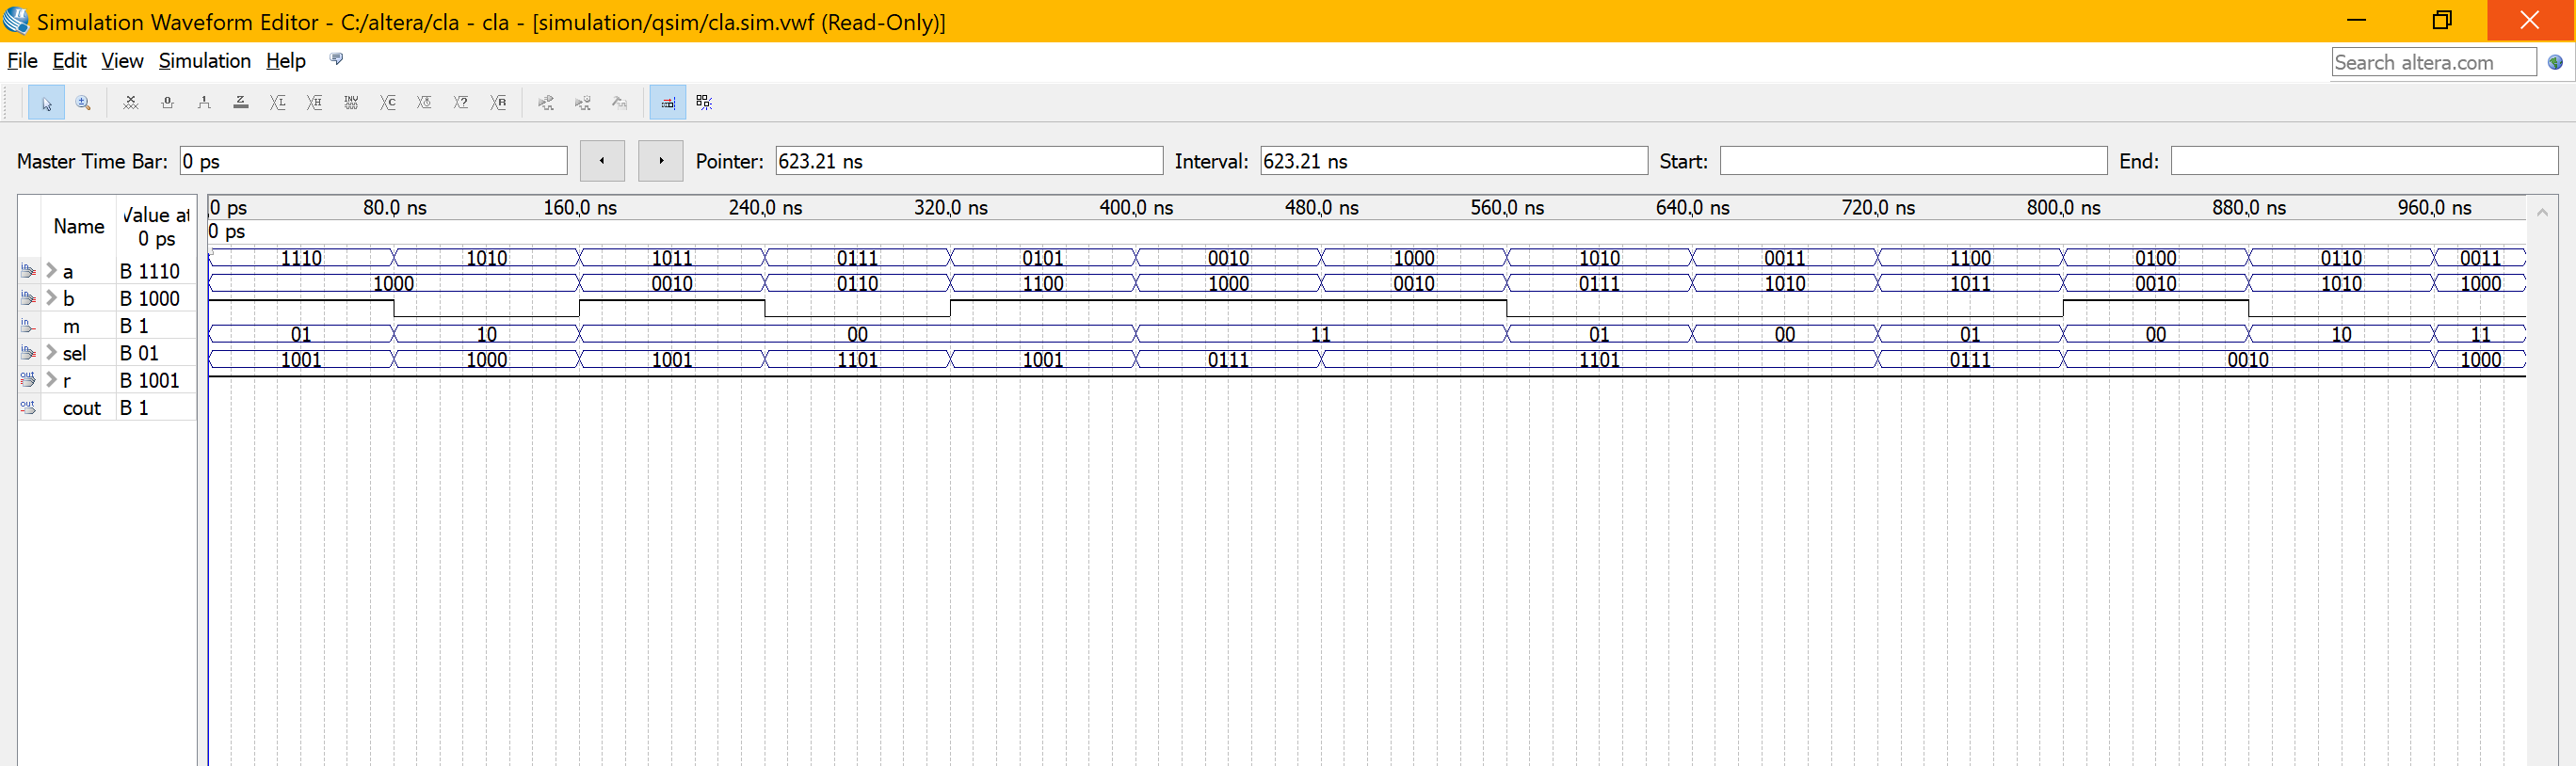 Simulation Waveform Editor - C:/altera/cla - cla - [simulation/qsim/cla.sim.vwf (Read-Only)]
File Edit View Simulation Help Search altera.com
Master Time Bar: 0 ps Pointer: 623.21 ns Interval: 623.21 ns Start: End:
Name Value at 0 ps
0 ps 80.0 ns 160.0 ns 240.0 ns 320.0 ns 400.0 ns 480.0 ns 560.0 ns 640.0 ns 720.0 ns 800.0 ns 880.0 ns 960.0 ns
0 ps
a B 1110 1110 1010 1011 0111 0101 0010 1000 1010 0011 1100 0100 0110 0011
b B 1000 1000 0010 0110 1100 1000 0010 0111 1010 1011 0010 1010 1000
m B 1
sel B 01 01 10 00 11 01 00 01 00 10 11
r B 1001 1001 1000 1001 1101 1001 0111 1101 0111 0010 1000
cout B 1